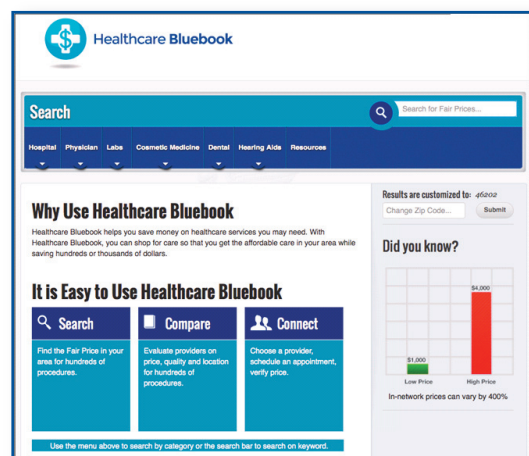 $
Healthcare Bluebook
Search
Search for Fair Prices...
Hospital Physician Labs Cosmetic Medicine Dental Hearing Aids Resources
Results are customized to: 46202
Change Zip Code... Submit
Why Use Healthcare Bluebook
Healthcare Bluebook helps you save money on healthcare services you may need. With
Healthcare Bluebook, you can shop for care so that you get the affordable care in your area while
saving hundreds or thousands of dollars.
It is Easy to Use Healthcare Bluebook
Search
Find the Fair Price in your
area for hundreds of
procedures.
Compare
Evaluate providers on
price, quality and location
for hundreds of
procedures.
Connect
Choose a provider,
schedule an appointment,
verify price.
Use the menu above to search by category or the search bar to search on keyword.
Did you know?
$4,000
$1,000
Low Price High Price
In-network prices can vary by 400%